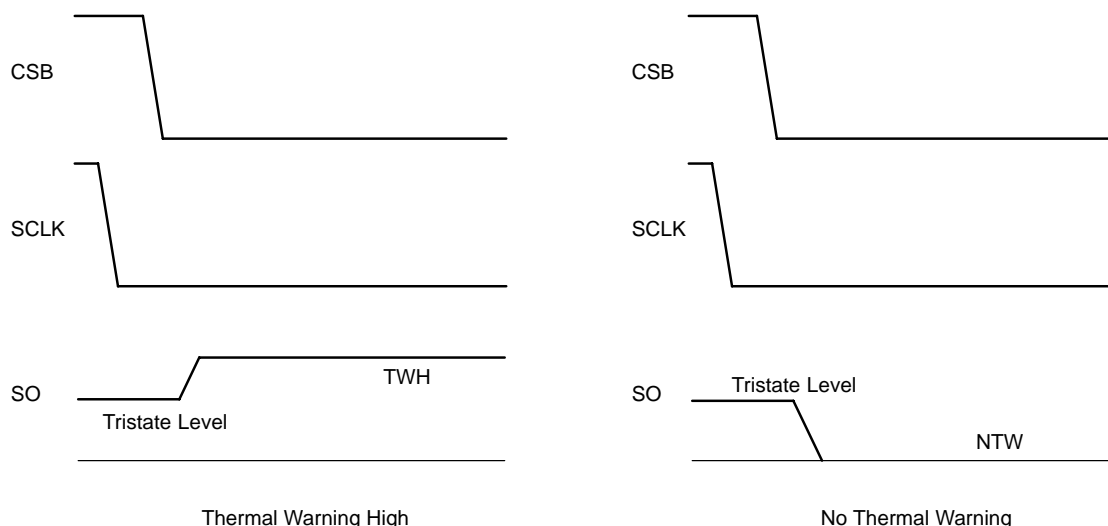 CSB
SCLK
SO
TWH
Tristate Level
Thermal Warning High
CSB
SCLK
SO
Tristate Level
NTW
No Thermal Warning